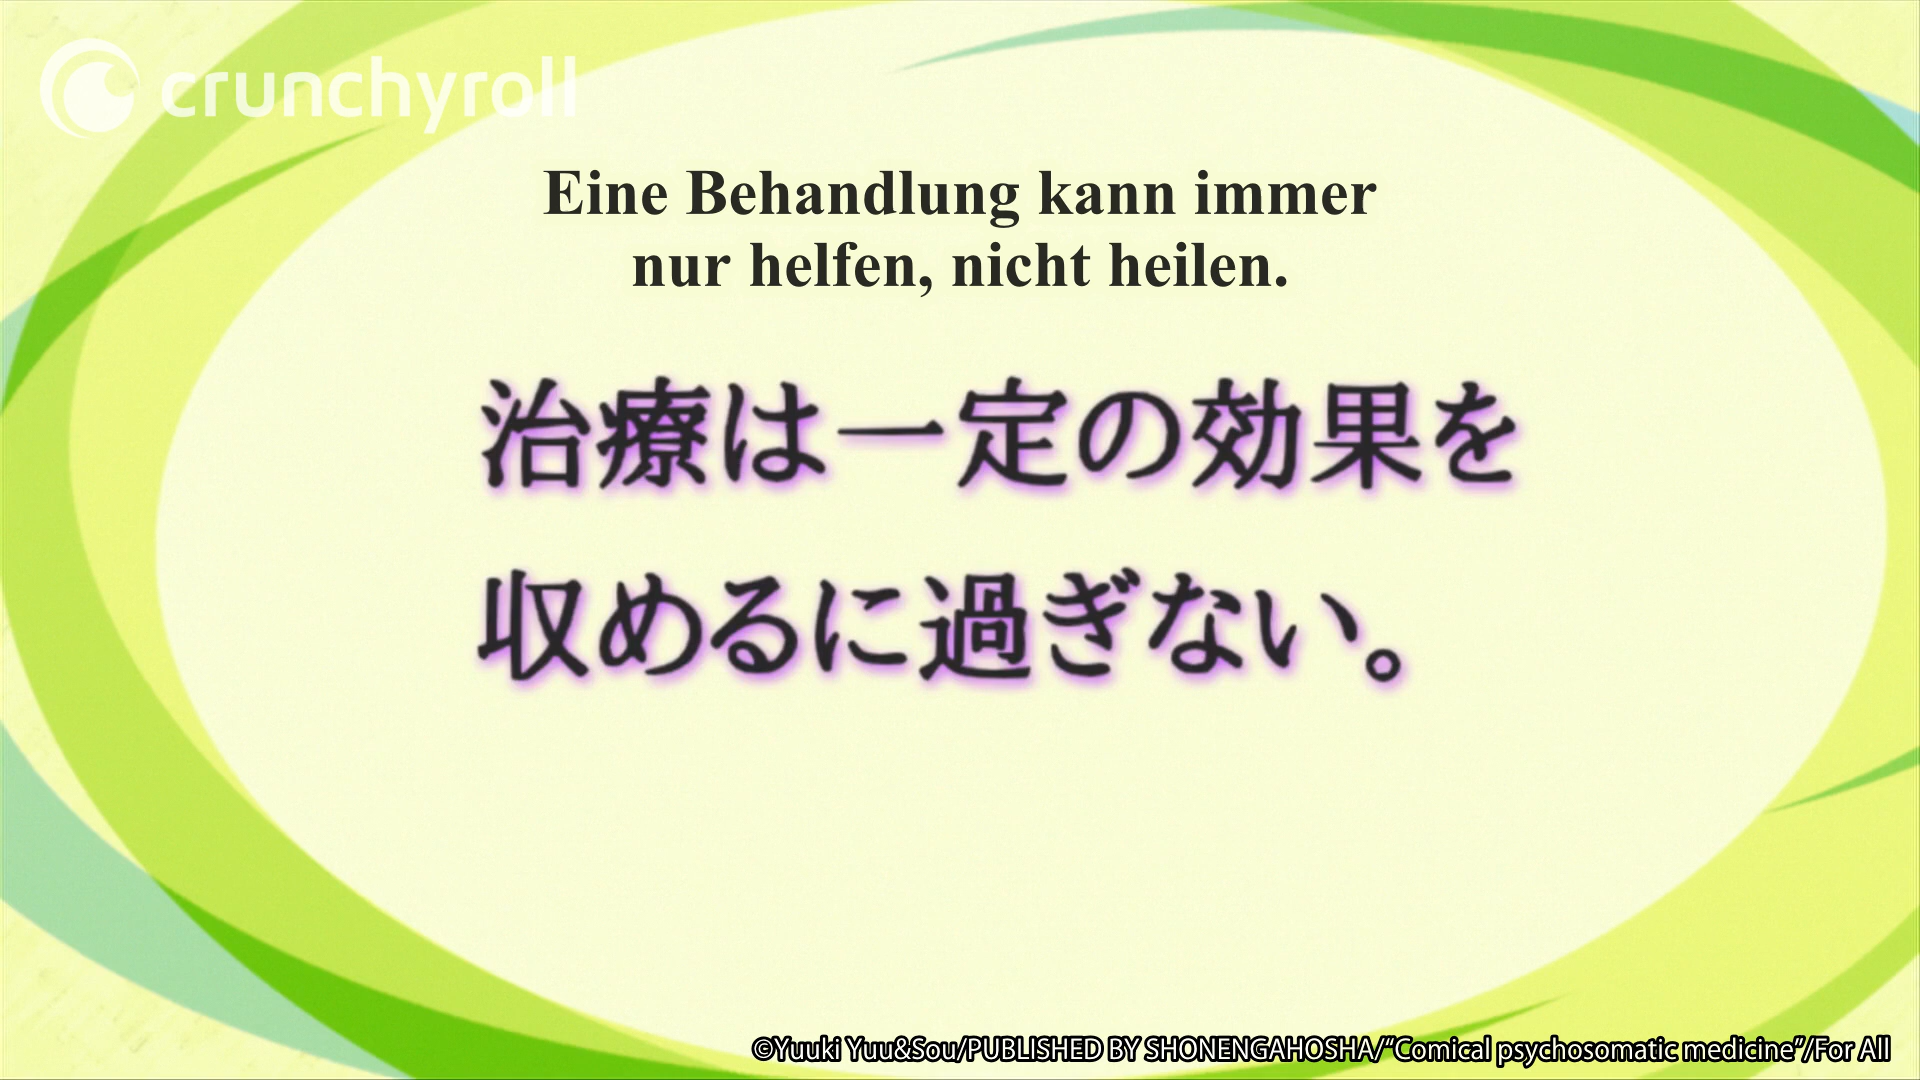 crunchyroll
Eine Behandlung kann immer
nur helfen, nicht heilen.
治療は一定の効果を
収めるに過ぎない。
©Yuuki Yuu&Sou/PUBLISHED BY SHONENGAHOSHA/“Comical psychosomatic medicine”/For All